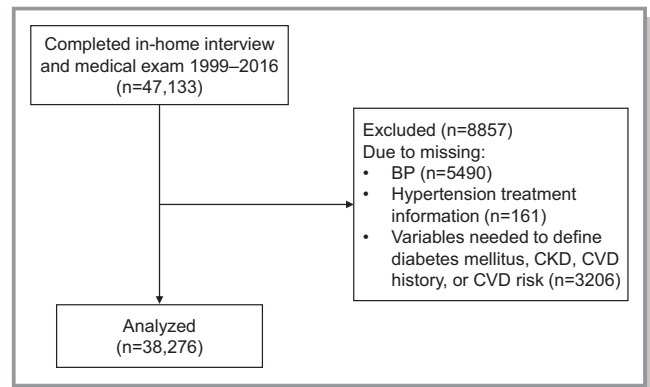 Completed in-home interview
and medical exam 1999–2016
(n=47,133)
Excluded (n=8857)
Due to missing:
• BP (n=5490)
• Hypertension treatment
information (n=161)
• Variables needed to define
diabetes mellitus, CKD, CVD
history, or CVD risk (n=3206)
Analyzed
(n=38,276)